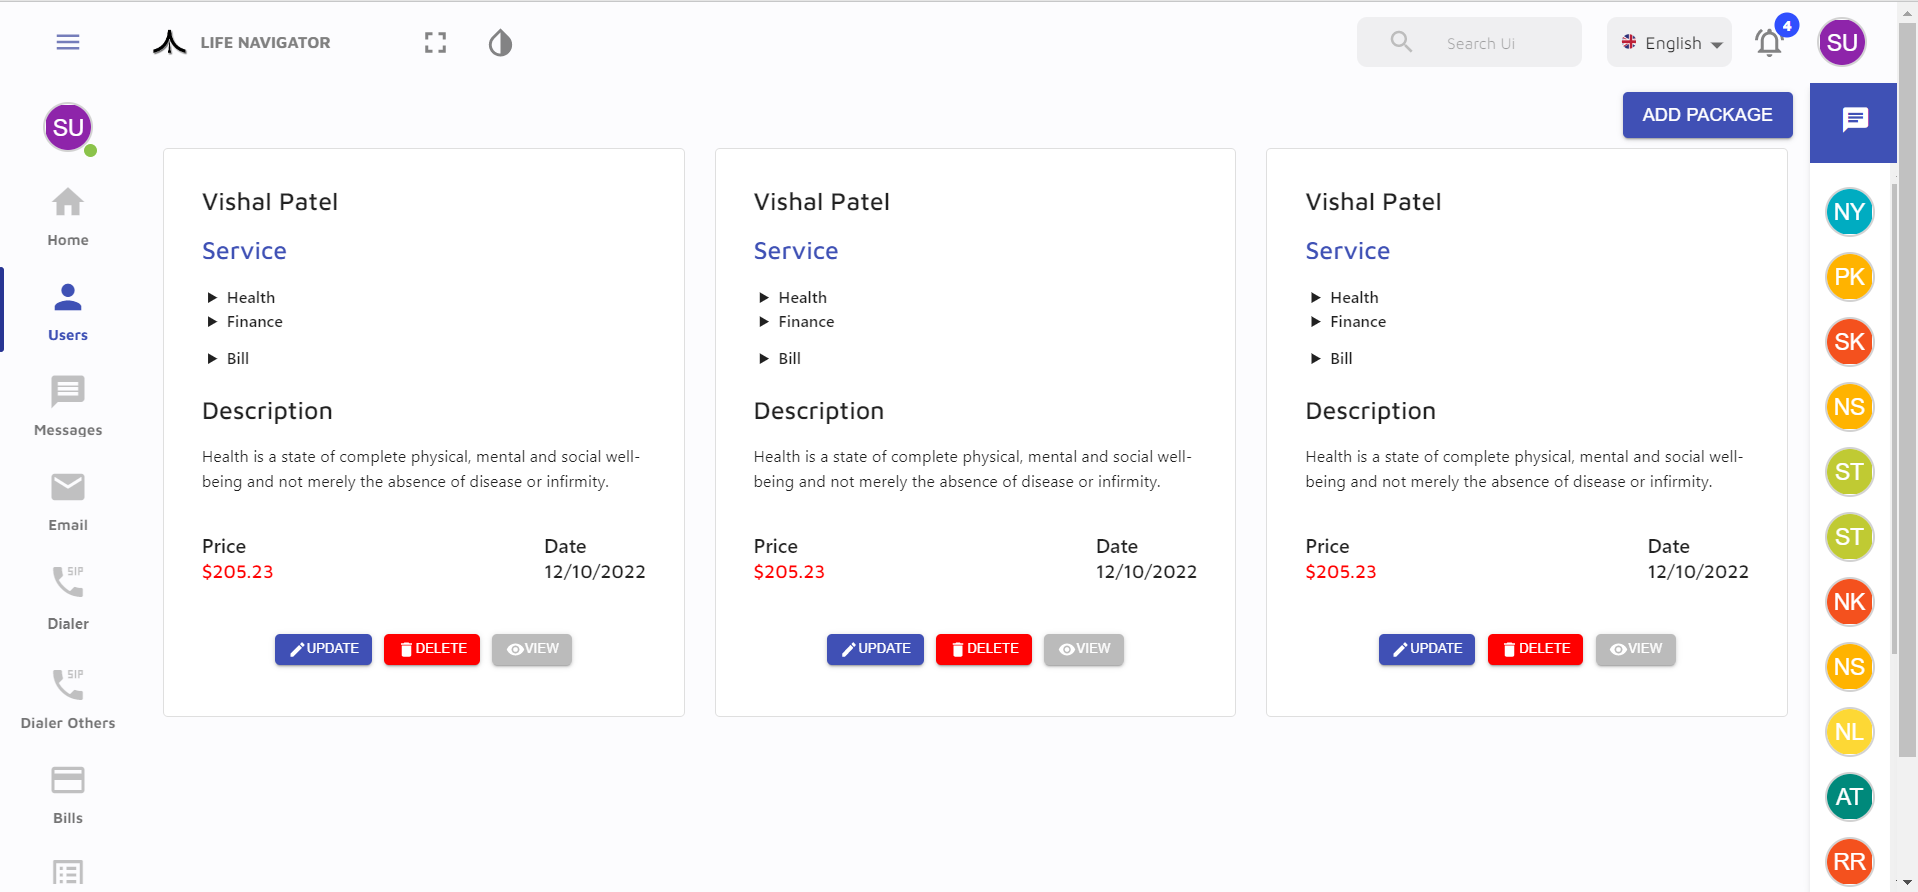 LIFE NAVIGATOR
Search Ui
English
4
SU
SU
Home
Users
Messages
Email
SIP
Dialer
SIP
Dialer Others
Bills
ADD PACKAGE
Vishal Patel
Service
Health
Finance
Bill
Description
Health is a state of complete physical, mental and social well-
being and not merely the absence of disease or infirmity.
Price
$205.23
Date
12/10/2022
UPDATE
DELETE
VIEW
Vishal Patel
Service
Health
Finance
Bill
Description
Health is a state of complete physical, mental and social well-
being and not merely the absence of disease or infirmity.
Price
$205.23
Date
12/10/2022
UPDATE
DELETE
VIEW
Vishal Patel
Service
Health
Finance
Bill
Description
Health is a state of complete physical, mental and social well-
being and not merely the absence of disease or infirmity.
Price
$205.23
Date
12/10/2022
UPDATE
DELETE
VIEW
NY
PK
SK
NS
ST
ST
NK
NS
NL
AT
RR